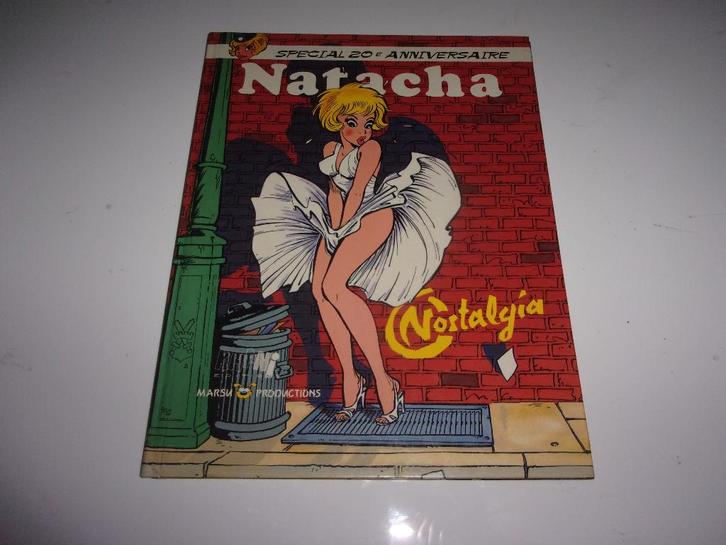 SPECIAL 20e ANNIVERSAIRE
Natacha
Nostalgia
MARSU PRODUCTIONS